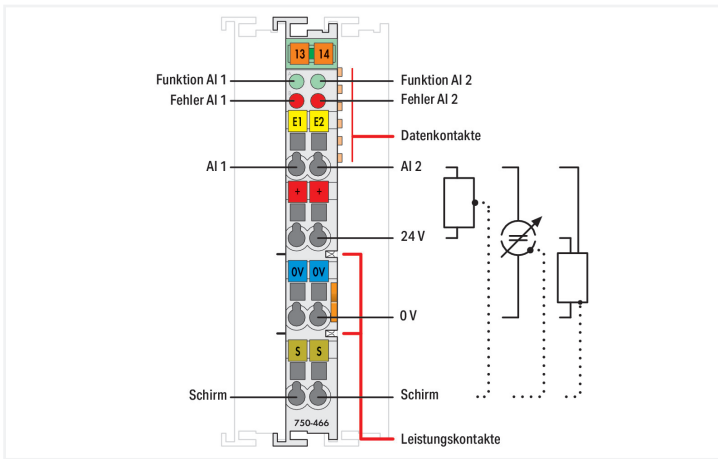 13 14
Funktion AI 1
Funktion AI 2
Fehler AI 1
Fehler AI 2
E1 E2
Datenkontakte
AI 1
AI 2
+ +
24 V
0V 0V
0 V
S S
Schirm
Schirm
750-466
Leistungskontakte